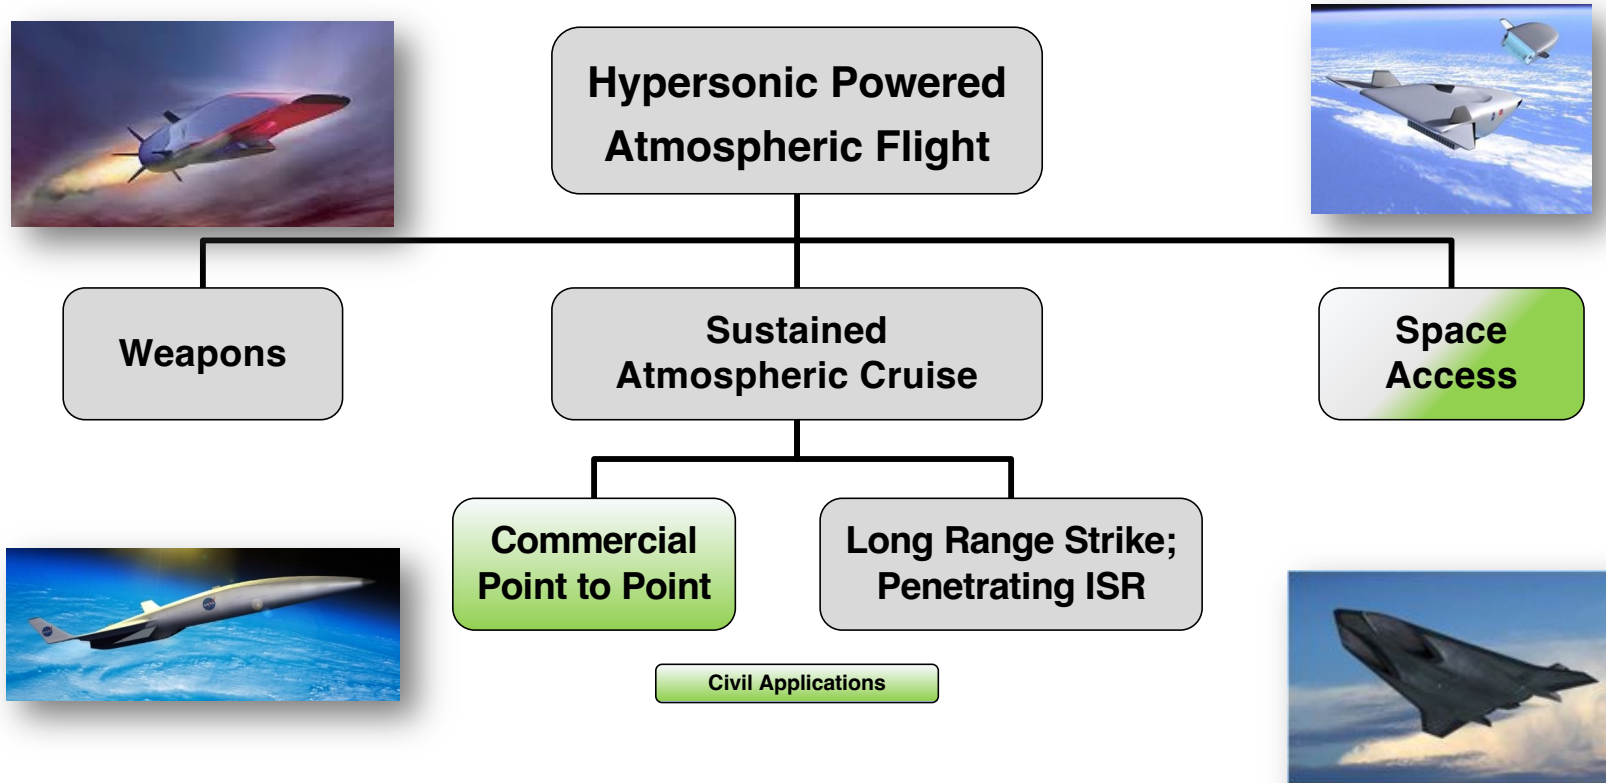 Hypersonic Powered
Atmospheric Flight
Weapons
Sustained
Atmospheric Cruise
Space
Access
Commercial
Point to Point
Long Range Strike;
Penetrating ISR
Civil Applications